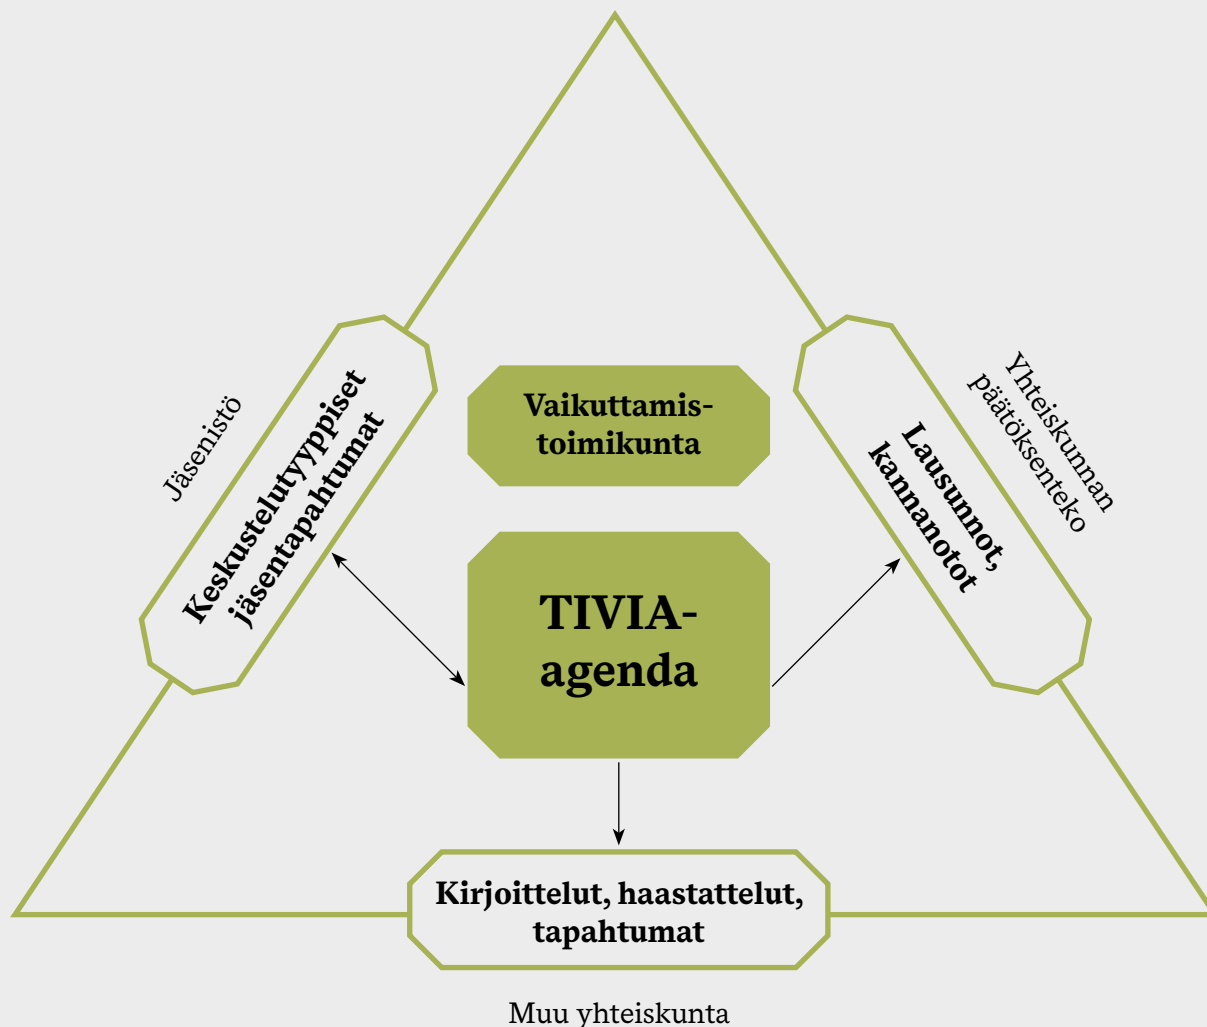 Vaikuttamis-
toimikunta
Jäsenistö
Keskustelutyyppiset
jäsentapahtumat
Yhteiskunnan
päätöksenteko
Lausunnot,
kannanotot
TIVIA-
agenda
Kirjoittelut, haastattelut,
tapahtumat
Muu yhteiskunta